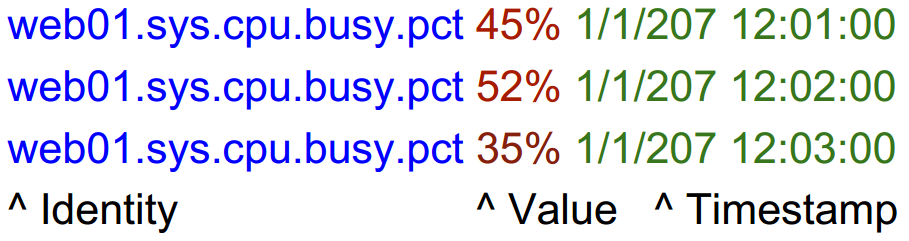 web01.sys.cpu.busy.pct 45% 1/1/207 12:01:00
web01.sys.cpu.busy.pct 52% 1/1/207 12:02:00
web01.sys.cpu.busy.pct 35% 1/1/207 12:03:00
^ Identity ^ Value ^ Timestamp